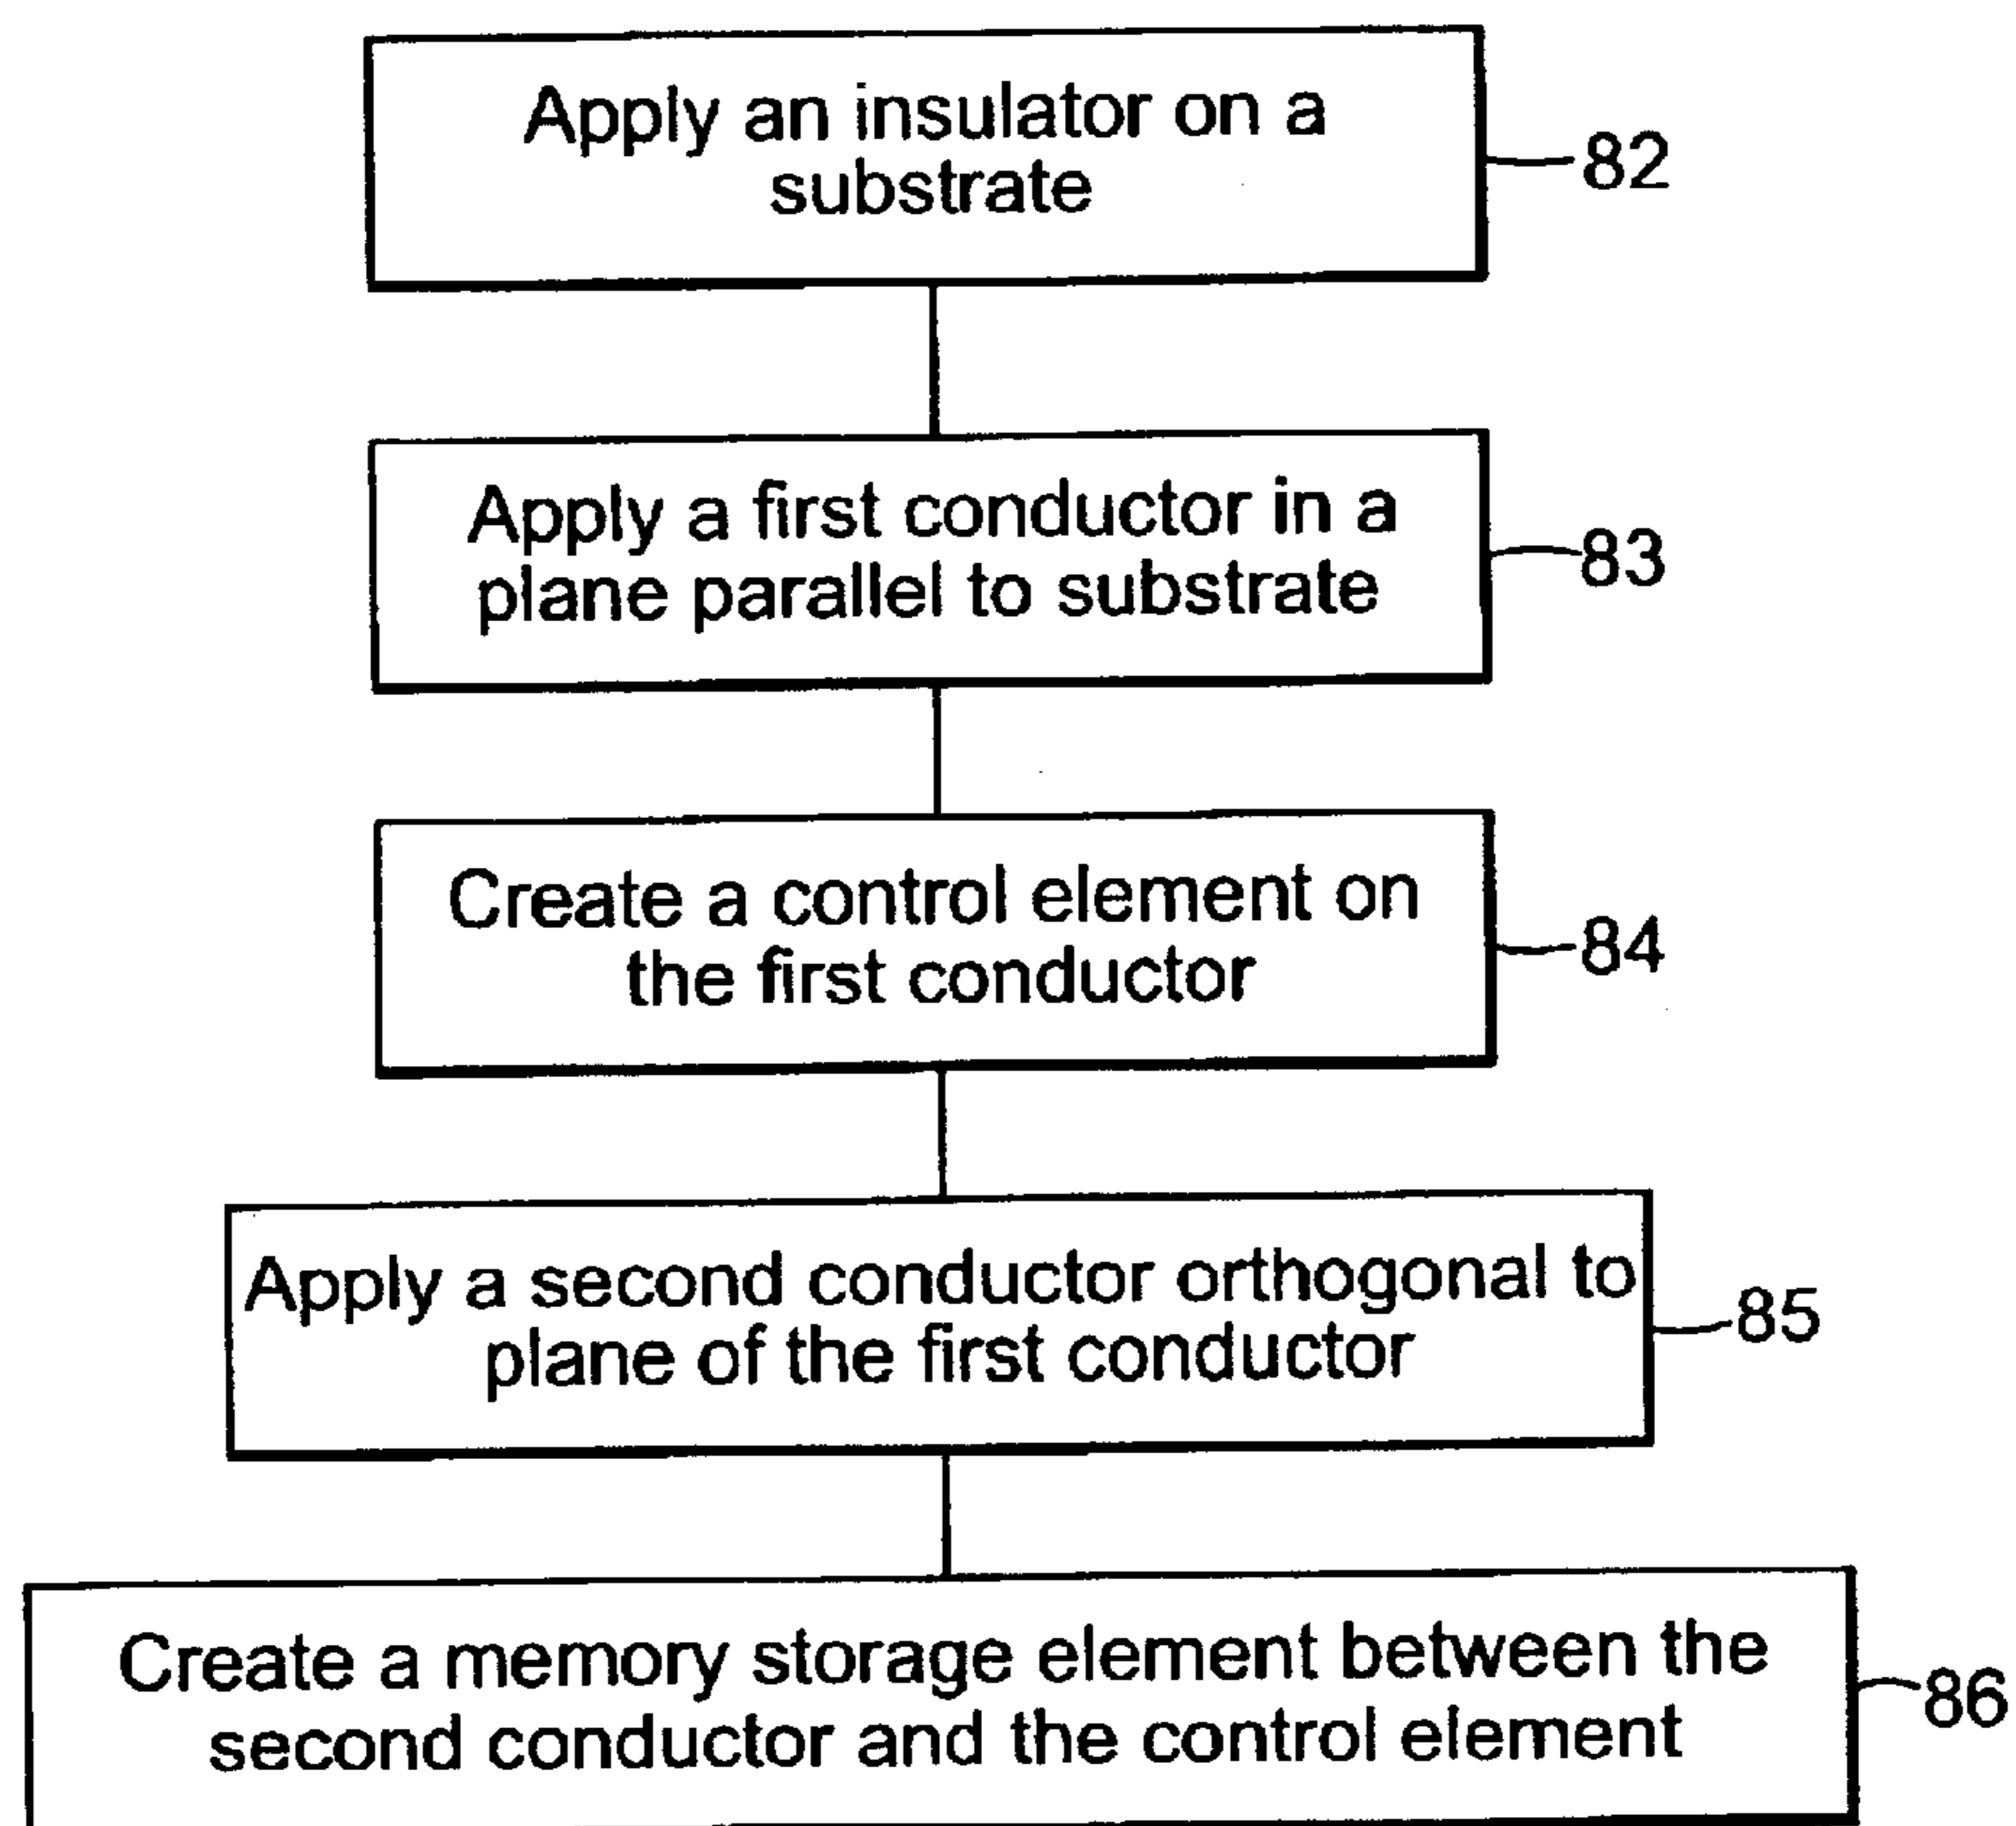 Apply an insulator on a
substrate
82
Apply a first conductor in a
plane parallel to substrate
83
Create a control element on
the first conductor
84
Apply a second conductor orthogonal to
plane of the first conductor
85
Create a memory storage element between the
second conductor and the control element
86